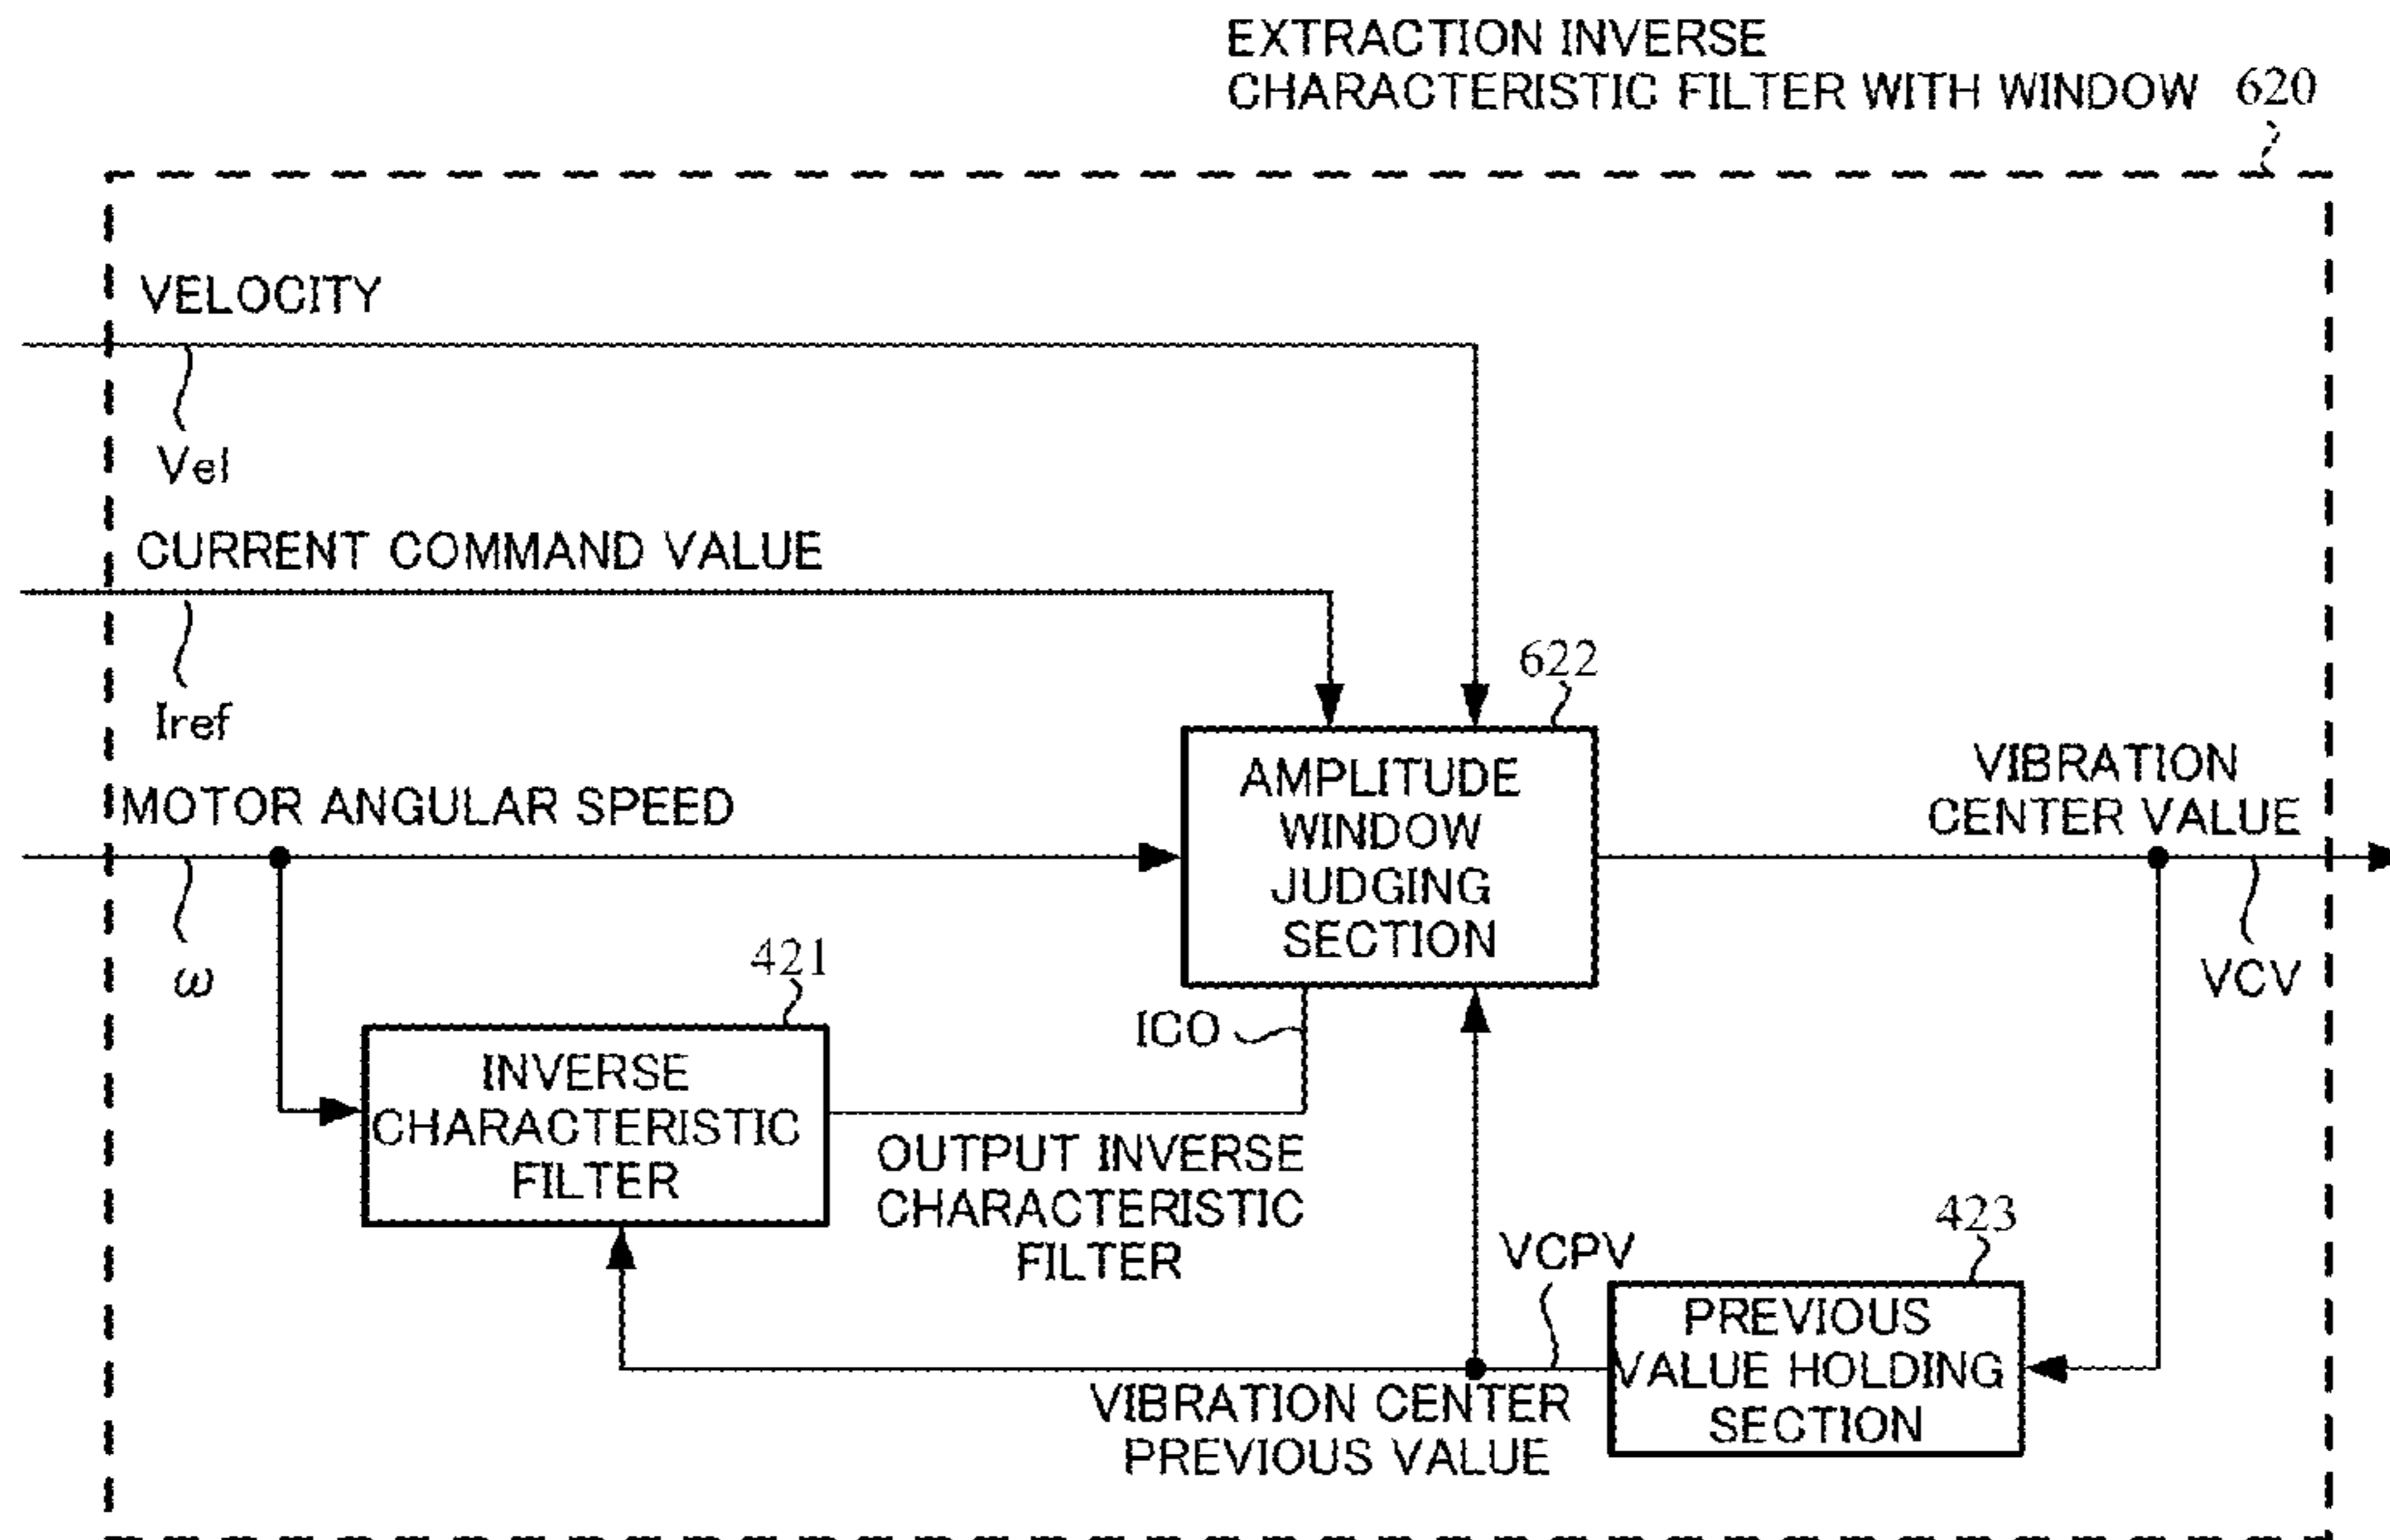 EXTRACTION INVERSE
CHARACTERISTIC FILTER WITH WINDOW 620
VELOCITY
Vel
CURRENT COMMAND VALUE
Iref
622
MOTOR ANGULAR SPEED
ω
AMPLITUDE
WINDOW
JUDGING
SECTION
VIBRATION
CENTER VALUE
VCV
421
ICO
INVERSE
CHARACTERISTIC
FILTER
OUTPUT INVERSE
CHARACTERISTIC
FILTER
VCPV
423
PREVIOUS
VALUE HOLDING
SECTION
VIBRATION CENTER
PREVIOUS VALUE